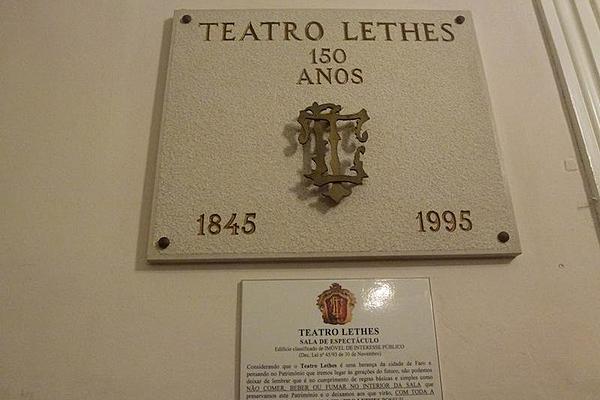 TEATRO LETHES
150
ANOS
TL
1845 1995
TEATRO LETHES
SALA DE ESPECTÁCULO
Edifício classificado de IMÓVEL DE INTERESSE PÚBLICO
(Dec. Lei nº 45/93 de 30 de Novembro)
Considerando que o Teatro Lethes é uma herança da cidade de Faro e
pensando no Património que iremos legar às gerações do futuro, não podemos
deixar de lembrar que é no cumprimento de regras básicas e simples como
NÃO COMER, BEBER OU FUMAR NO INTERIOR DA SALA que
preservamos este Património e o deixamos aos que virão, COM TODA A